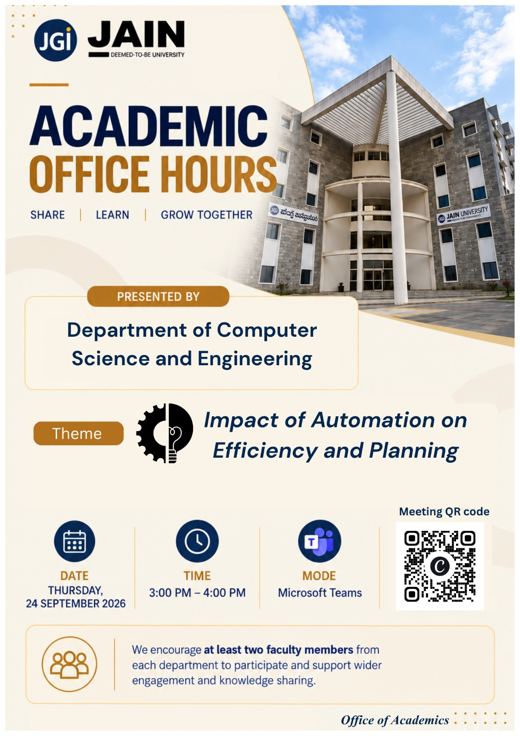 JGi JAIN
DEEMED-TO-BE UNIVERSITY
ACADEMIC
OFFICE HOURS
SHARE | LEARN | GROW TOGETHER
JAIN UNIVERSITY
PRESENTED BY
Department of Computer
Science and Engineering
Theme
Impact of Automation on
Efficiency and Planning
Meeting QR code
DATE
THURSDAY,
24 SEPTEMBER 2026
TIME
3:00 PM – 4:00 PM
MODE
Microsoft Teams
We encourage at least two faculty members from
each department to participate and support wider
engagement and knowledge sharing.
Office of Academics